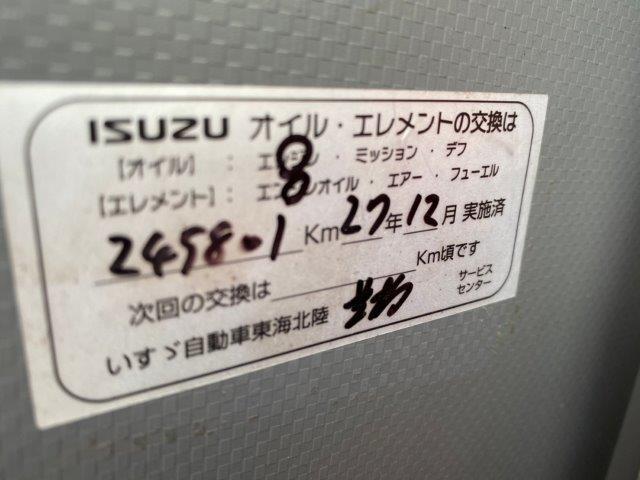 ISUZU オイル・エレメントの交換は
[オイル]:エンジン・ミッション・デフ
[エレメント]:エンジンオイル・エアー・フューエル
24580.1 Km 27年12月実施済
次回の交換は Km頃です
いすゞ自動車東海北陸 サービスセンター